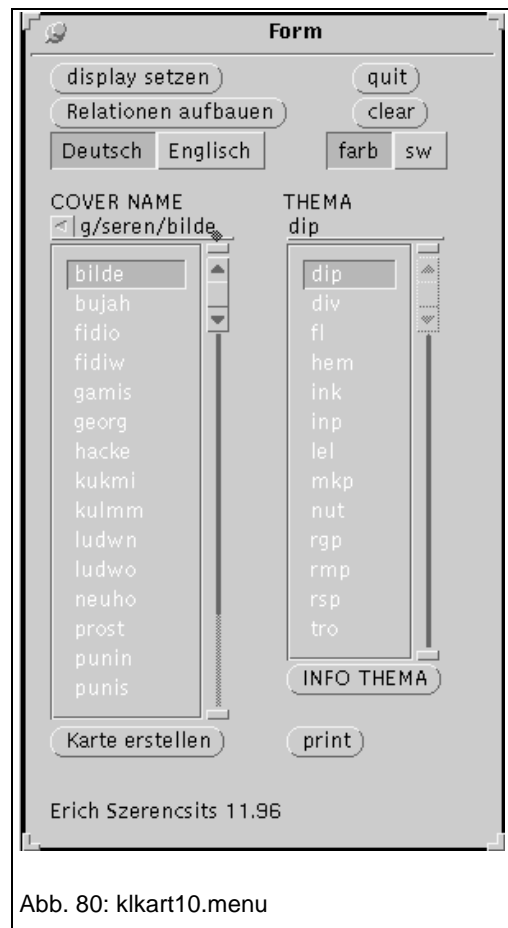 Form
display setzen
quit
Relationen aufbauen
clear
Deutsch Englisch
farb sw
COVER NAME
g/seren/bilde
bilde
bujah
fidio
fidiw
gamis
georg
hacke
kukmi
kulmm
ludwn
ludwo
neuho
prost
punin
punis
Karte erstellen
THEMA
dip
dip
div
fl
hem
ink
inp
lel
mkp
nut
rgp
rmp
rsp
tro
INFO THEMA
print
Erich Szerencsits 11.96
Abb. 80: klkart10.menu